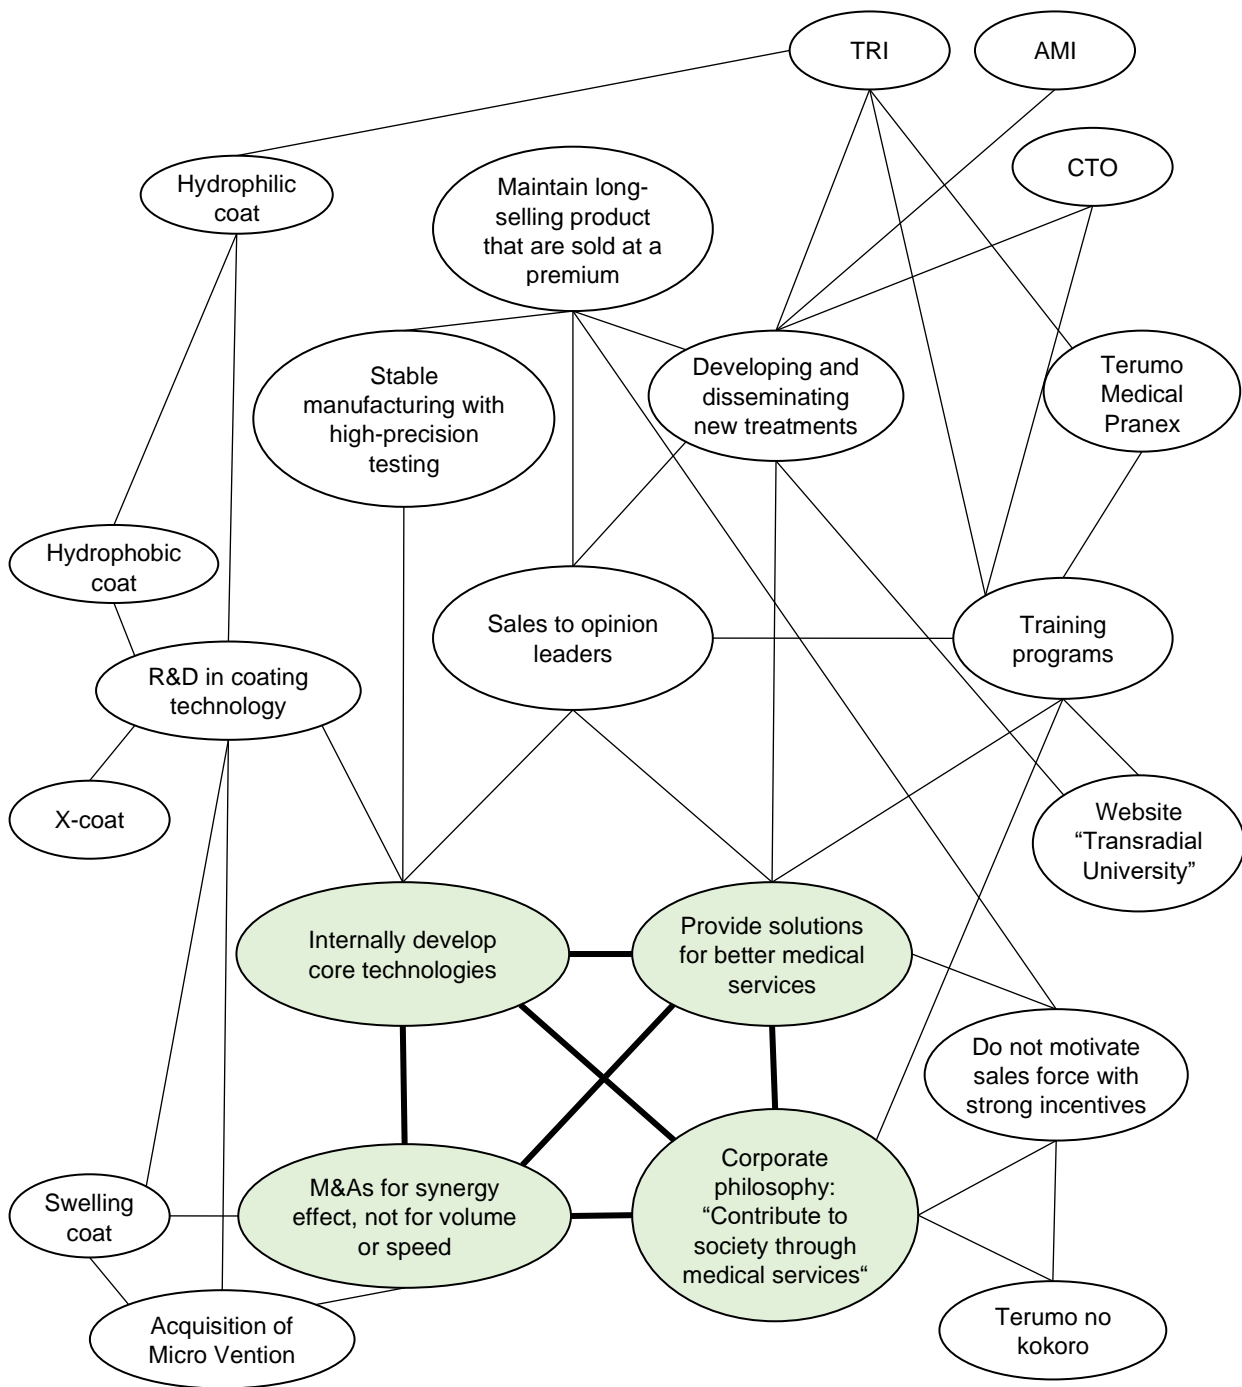 TRI
AMI
CTO
Hydrophilic
coat
Maintain long-
selling product
that are sold at a
premium
Stable
manufacturing with
high-precision
testing
Developing and
disseminating
new treatments
Terumo
Medical
Pranex
Hydrophobic
coat
Sales to opinion
leaders
Training
programs
R&D in coating
technology
X-coat
Website
“Transradial
University”
Internally develop
core technologies
Provide solutions
for better medical
services
Do not motivate
sales force with
strong incentives
Swelling
coat
M&As for synergy
effect, not for volume
or speed
Corporate
philosophy:
“Contribute to
society through
medical services“
Acquisition of
Micro Vention
Terumo no
kokoro